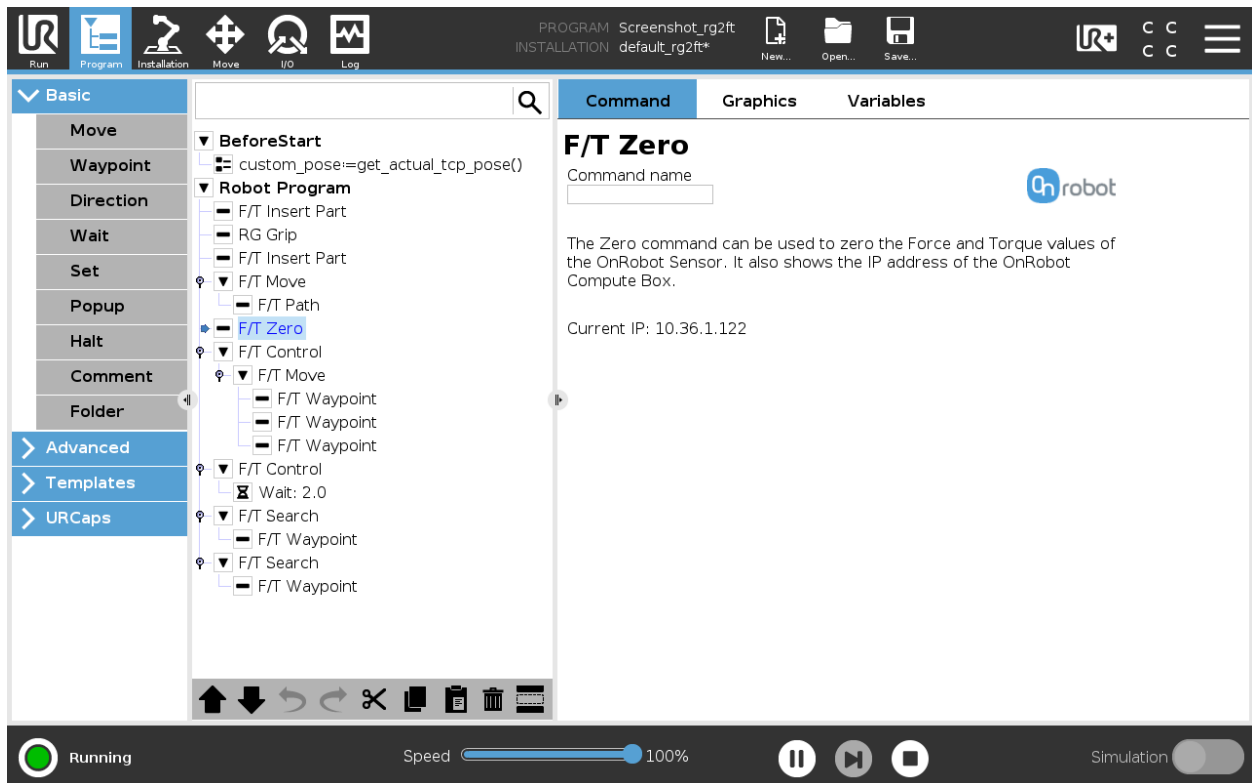 UR
Run
Program
Installation
Move
I/O
Log
PROGRAM Screenshot_rg2ft
INSTALLATION default_rg2ft*
New...
Open...
Save...
UR+
C C
C C
Basic
Move
Waypoint
Direction
Wait
Set
Popup
Halt
Comment
Folder
Advanced
Templates
URCaps
BeforeStart
custom_pose≔get_actual_tcp_pose()
Robot Program
F/T Insert Part
RG Grip
F/T Insert Part
F/T Move
F/T Path
F/T Zero
F/T Control
F/T Move
F/T Waypoint
F/T Waypoint
F/T Waypoint
F/T Control
Wait: 2.0
F/T Search
F/T Waypoint
F/T Search
F/T Waypoint
Command Graphics Variables
F/T Zero
Command name
On robot
The Zero command can be used to zero the Force and Torque values of
the OnRobot Sensor. It also shows the IP address of the OnRobot
Compute Box.
Current IP: 10.36.1.122
Running
Speed 100%
Simulation